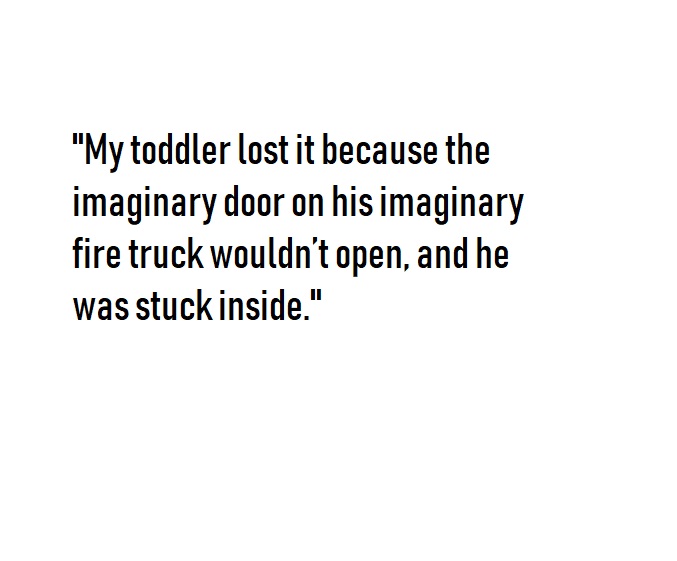 "My toddler lost it because the
imaginary door on his imaginary
fire truck wouldn’t open, and he
was stuck inside."